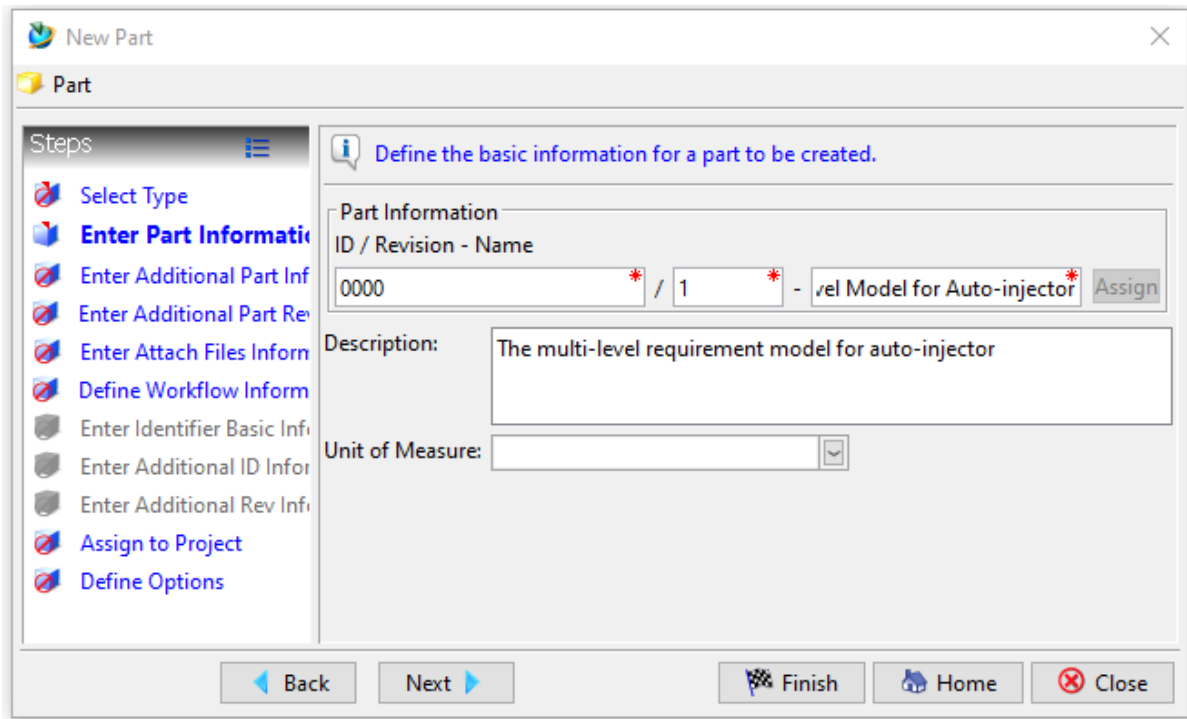 New Part
Part
Steps
Select Type
Enter Part Informatio
Enter Additional Part Inf
Enter Additional Part Rev
Enter Attach Files Inform
Define Workflow Inform
Enter Identifier Basic Info
Enter Additional ID Infor
Enter Additional Rev Info
Assign to Project
Define Options
Define the basic information for a part to be created.
Part Information
ID / Revision - Name
0000 * / 1 * - vel Model for Auto-injector * Assign
Description: The multi-level requirement model for auto-injector
Unit of Measure:
Back Next Finish Home Close